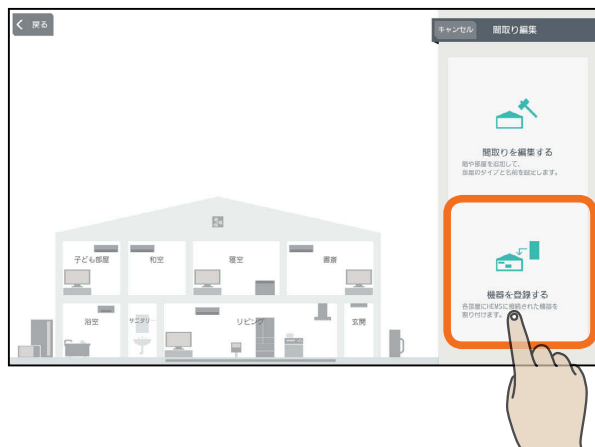 戻る
キャンセル
間取り編集
間取りを編集する
階や部屋を追加して、
部屋のタイプと名前を設定します。
子ども部屋
和室
寝室
書斎
浴室
サニタリー
リビング
玄関
機器を登録する
各部屋にHEMSに接続された機器を
割り付けます。